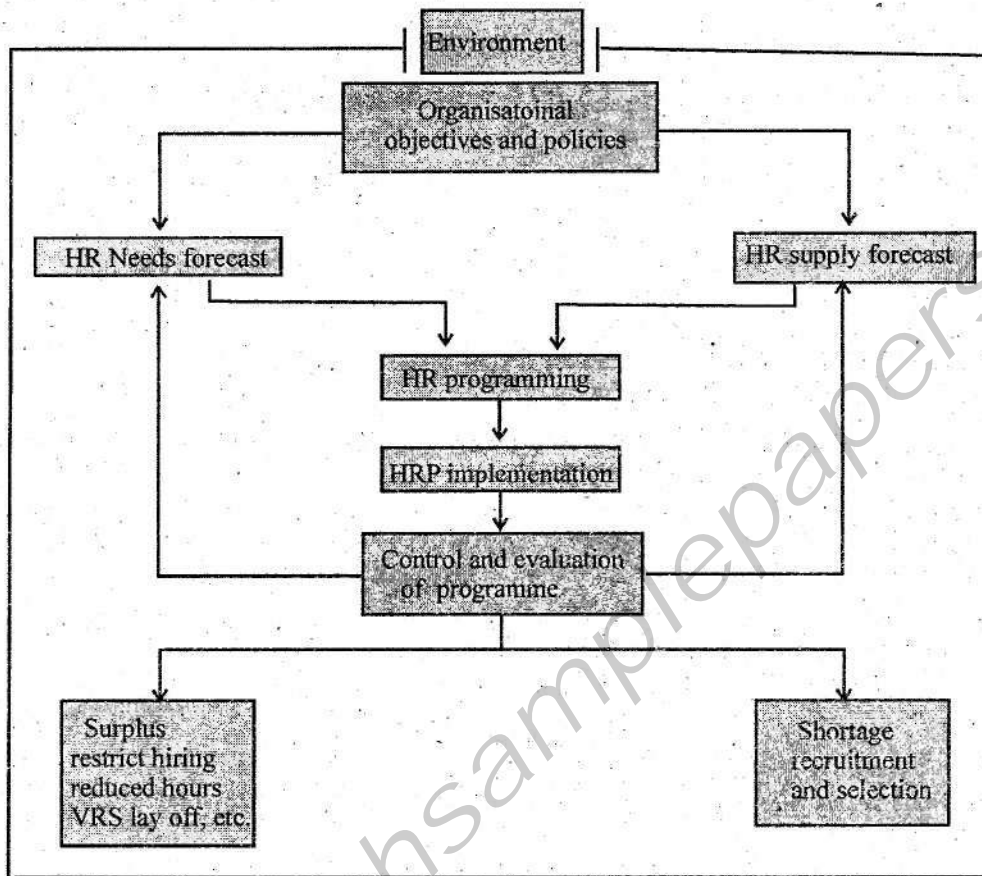 Environment
Organisatoinal
objectives and policies
HR Needs forecast
HR supply forecast
HR programming
HRP implementation
Control and evaluation
of programme
Surplus
restrict hiring
reduced hours
VRS lay off, etc.
Shortage
recruitment
and selection
hsamplepapers